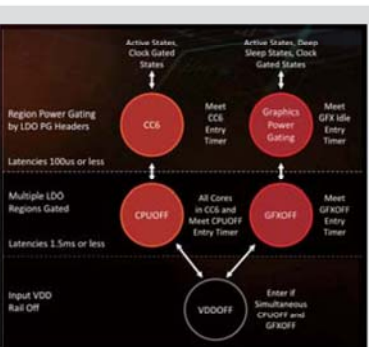 Active States,
Clock Gated
States
Active States, Deep
Sleep States, Clock
Gated States
Region Power Gating
by LDO PG Headers
Latencies 100us or less
CC6
Meet
CC6
Entry
Timer
Graphics
Power
Gating
Meet
GFX Idle
Entry
Timer
Multiple LDO
Regions Gated
Latencies 1.5ms or less
CPUOFF
All Cores
in CC6 and
Meet CPUOFF
Entry Timer
GFXOFF
Meet
GFXOFF
Entry
Timer
Input VDD
Rail Off
VDDOFF
Enter if
Simultaneous
CPUOFF and
GFXOFF